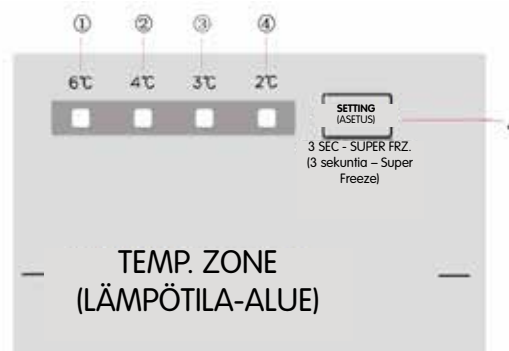 ① ② ③ ④
6℃ 4℃ 3℃ 2℃
SETTING
(ASETUS)
3 SEC - SUPER FRZ.
(3 sekuntia – Super
Freeze)
TEMP. ZONE
(LÄMPÖTILA-ALUE)